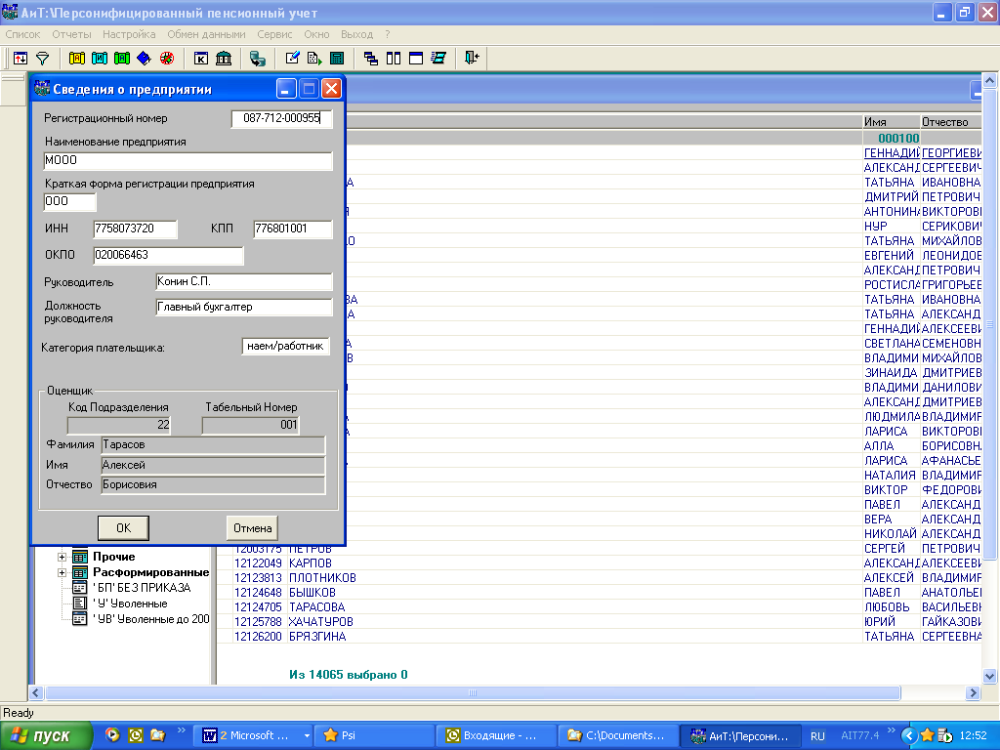 АиТ:\Персонифицированный пенсионный учет
Список Отчеты Настройка Обмен данными Сервис Окно Выход ?
Сведения о предприятии
Регистрационный номер 087-712-000955
Наименование предприятия
МООО
Краткая форма регистрации предприятия
ООО
ИНН 7758073720 КПП 776801001
ОКПО 020066463
Руководитель Конин С.П.
Должность руководителя Главный бухгалтер
Категория плательщика: наем/работник
Оценщик
Код Подразделения Табельный Номер
22 001
Фамилия Тарасов
Имя Алексей
Отчество Борисовия
ОК Отмена
Имя Отчество
000100
ГЕННАДИЙ ГЕОРГИЕВИ
АЛЕКСАНД СЕРГЕЕВИЧ
А ТАТЬЯНА ИВАНОВНА
ДМИТРИЙ ПЕТРОВИЧ
АНТОНИНА ВИКТОРОВ
НУР СЕРИКОВИЧ
О ТАТЬЯНА МИХАЙЛОВ
ЕВГЕНИЙ ЛЕОНИДОВ
АЛЕКСАНД ПЕТРОВИЧ
РОСТИСЛА ГРИГОРЬЕВ
ВА ТАТЬЯНА ИВАНОВНА
А ТАТЬЯНА АЛЕКСАНД
ГЕННАДИЙ АЛЕКСЕЕВИ
А СВЕТЛАНА СЕМЕНОВН
В ВЛАДИМИ МИХАЙЛОВ
ЗИНАИДА ДМИТРИЕВ
ВЛАДИМИ ДАНИЛОВИ
АЛЕКСАНД ДМИТРИЕВ
ЛЮДМИЛА ВЛАДИМИР
ЛАРИСА ВИКТОРОВ
АЛЛА БОРИСОВН
ЛАРИСА АФАНАСЬЕ
НАТАЛИЯ ВЛАДИМИР
ВИКТОР ФЕДОРОВИ
ПАВЕЛ АЛЕКСАНД
ВЕРА АЛЕКСАНД
НИКОЛАЙ АЛЕКСАНД
12003175 ПЕТРОВ СЕРГЕЙ ПЕТРОВИЧ
12122049 КАРПОВ АЛЕКСАНД АЛЕКСЕЕВИ
12123813 ПЛОТНИКОВ АЛЕКСЕЙ ВЛАДИМИР
12124648 БЫШКОВ ПАВЕЛ АНАТОЛЬЕ
12124705 ТАРАСОВА ЛЮБОВЬ ВАСИЛЬЕВН
12125788 ХАЧАТУРОВ ЮРИЙ ГАЙКАЗОВИ
12126200 БРЯЗГИНА ТАТЬЯНА СЕРГЕЕВНА
Прочие
Расформированные
'БП' БЕЗ ПРИКАЗА
'У' Уволенные
'УВ' Уволенные до 200
Из 14065 выбрано 0
Ready
пуск 2 Microsoft ... Psi Входящие - ... C:\Documents... АиТ:\Персони... RU AIT77.4 12:52